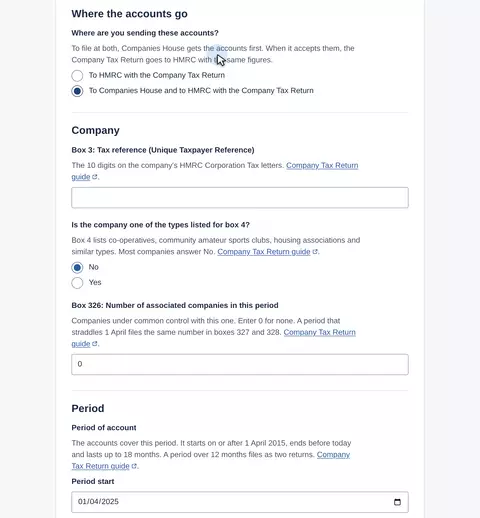 Where the accounts go
Where are you sending these accounts?
To file at both, Companies House gets the accounts first. When it accepts them, the
Company Tax Return goes to HMRC with the same figures.
To HMRC with the Company Tax Return
To Companies House and to HMRC with the Company Tax Return
Company
Box 3: Tax reference (Unique Taxpayer Reference)
The 10 digits on the company's HMRC Corporation Tax letters. Company Tax Return
guide.
Is the company one of the types listed for box 4?
Box 4 lists co-operatives, community amateur sports clubs, housing associations and
similar types. Most companies answer No. Company Tax Return guide.
No
Yes
Box 326: Number of associated companies in this period
Companies under common control with this one. Enter 0 for none. A period that
straddles 1 April files the same number in boxes 327 and 328. Company Tax Return
guide.
0
Period
Period of account
The accounts cover this period. It starts on or after 1 April 2015, ends before today
and lasts up to 18 months. A period over 12 months files as two returns. Company
Tax Return guide.
Period start
01/04/2025